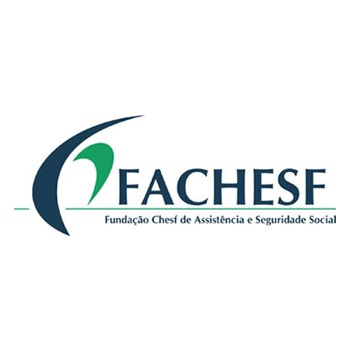 FACHESF
Fundação Chesf de Assistência e Seguridade Social